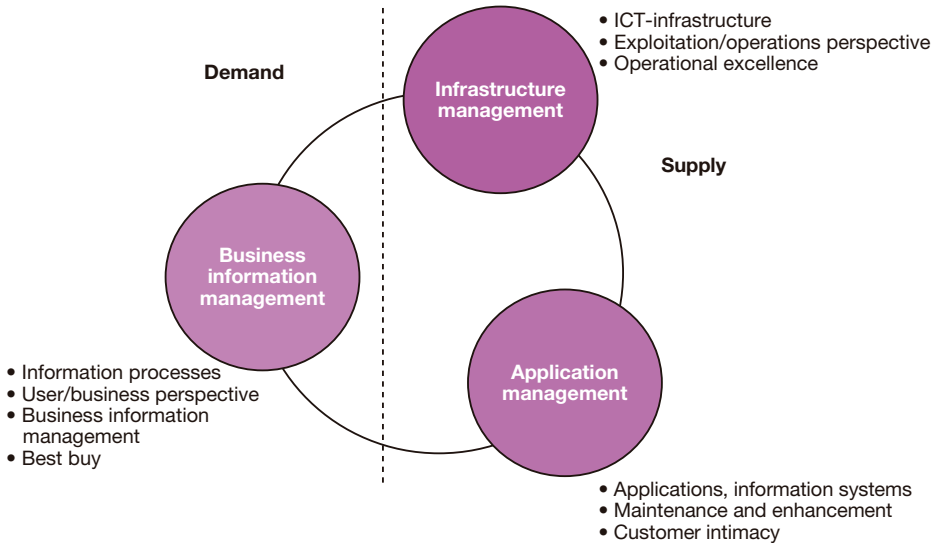 Demand
Infrastructure
management
• ICT-infrastructure
• Exploitation/operations perspective
• Operational excellence
Supply
Business
information
management
• Information processes
• User/business perspective
• Business information
management
• Best buy
Application
management
• Applications, information systems
• Maintenance and enhancement
• Customer intimacy